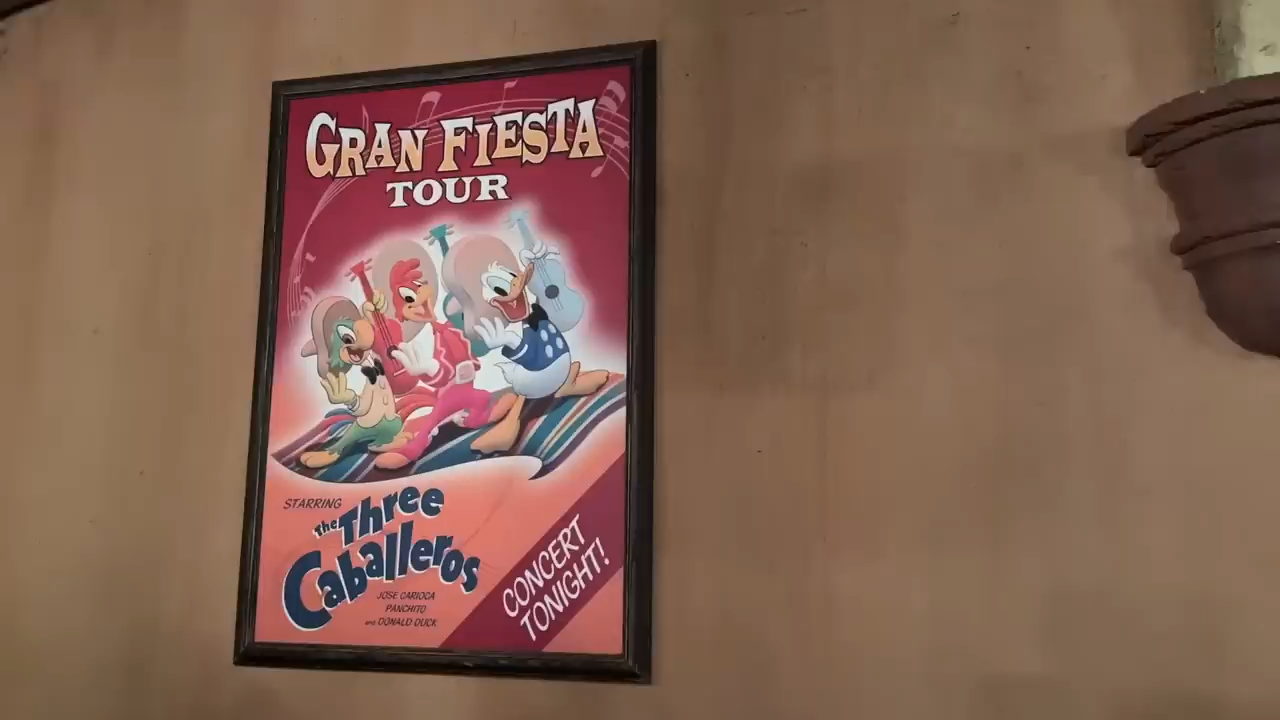 GRAN FIESTA
TOUR
STARRING
The Three
Caballeros
JOSE CARIOCA
PANCHITO
and DONALD DUCK
CONCERT
TONIGHT!